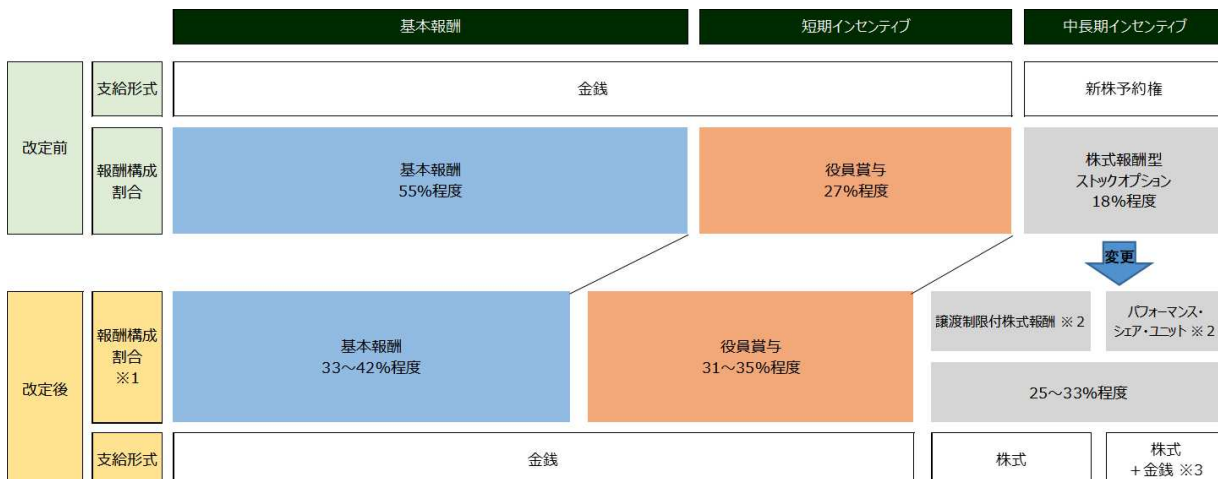 基本報酬
短期インセンティブ
中長期インセンティブ
改定前
支給形式
金銭
新株予約権
報酬構成
割合
基本報酬
55%程度
役員賞与
27%程度
株式報酬型
ストックオプション
18%程度
変更
改定後
報酬構成
割合
※1
基本報酬
33～42%程度
役員賞与
31～35%程度
譲渡制限付株式報酬 ※2
パフォーマンス・
シェア・ユニット ※2
25～33%程度
支給形式
金銭
株式
株式
＋金銭 ※3